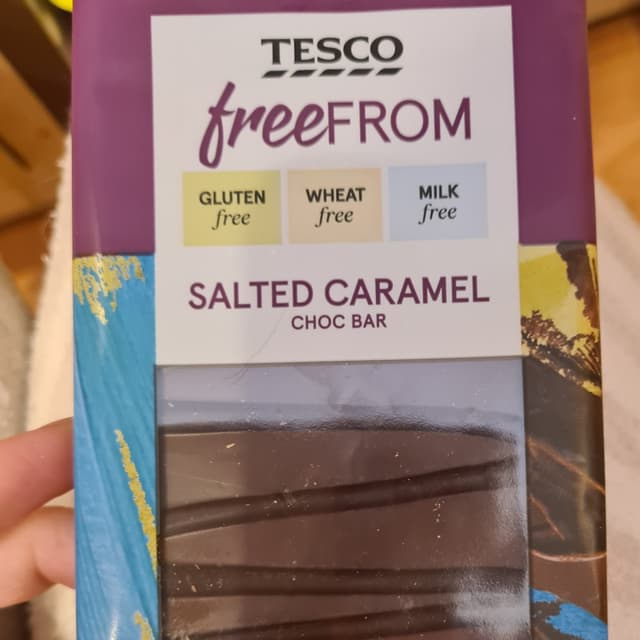 TESCO
freeFROM
GLUTEN free
WHEAT free
MILK free
SALTED CARAMEL
CHOC BAR